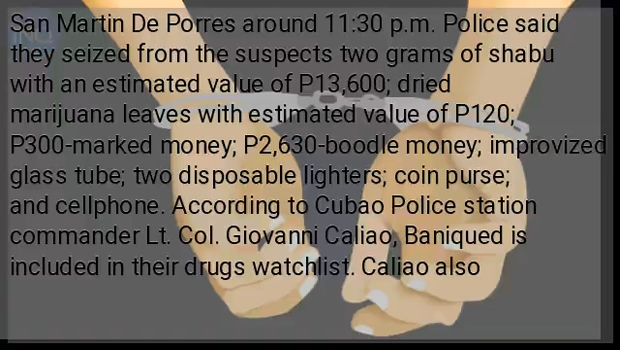 San Martin De Porres around 11:30 p.m. Police said
they seized from the suspects two grams of shabu
with an estimated value of P13,600; dried
marijuana leaves with estimated value of P120;
P300-marked money; P2,630-boodle money; improvized
glass tube; two disposable lighters; coin purse;
and cellphone. According to Cubao Police station
commander Lt. Col. Giovanni Caliao, Baniqued is
included in their drugs watchlist. Caliao also